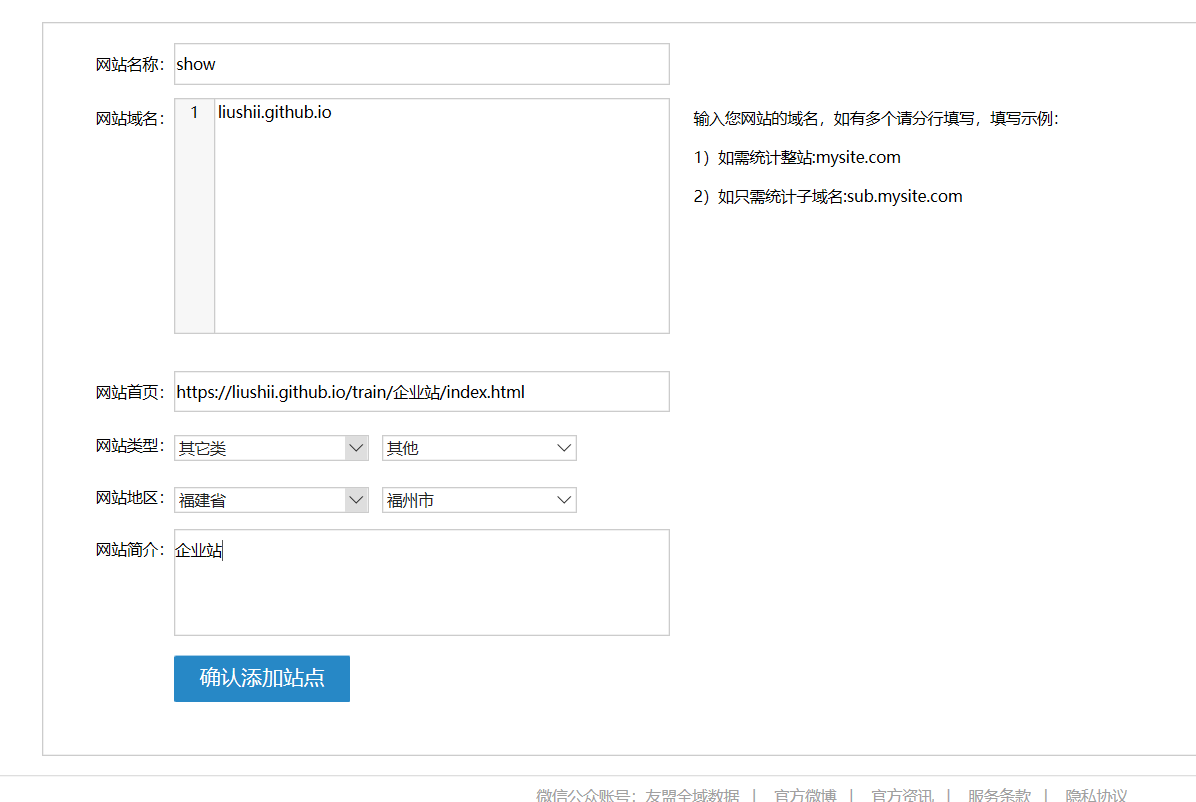 网站名称： show
网站域名： 1 liushii.github.io
输入您网站的域名，如有多个请分行填写，填写示例：
1）如需统计整站:mysite.com
2）如只需统计子域名:sub.mysite.com
网站首页： https://liushii.github.io/train/企业站/index.html
网站类型： 其它类 其他
网站地区： 福建省 福州市
网站简介： 企业站
确认添加站点
微信公众账号：友盟全域数据 | 官方微博 | 官方资讯 | 服务条款 | 隐私协议